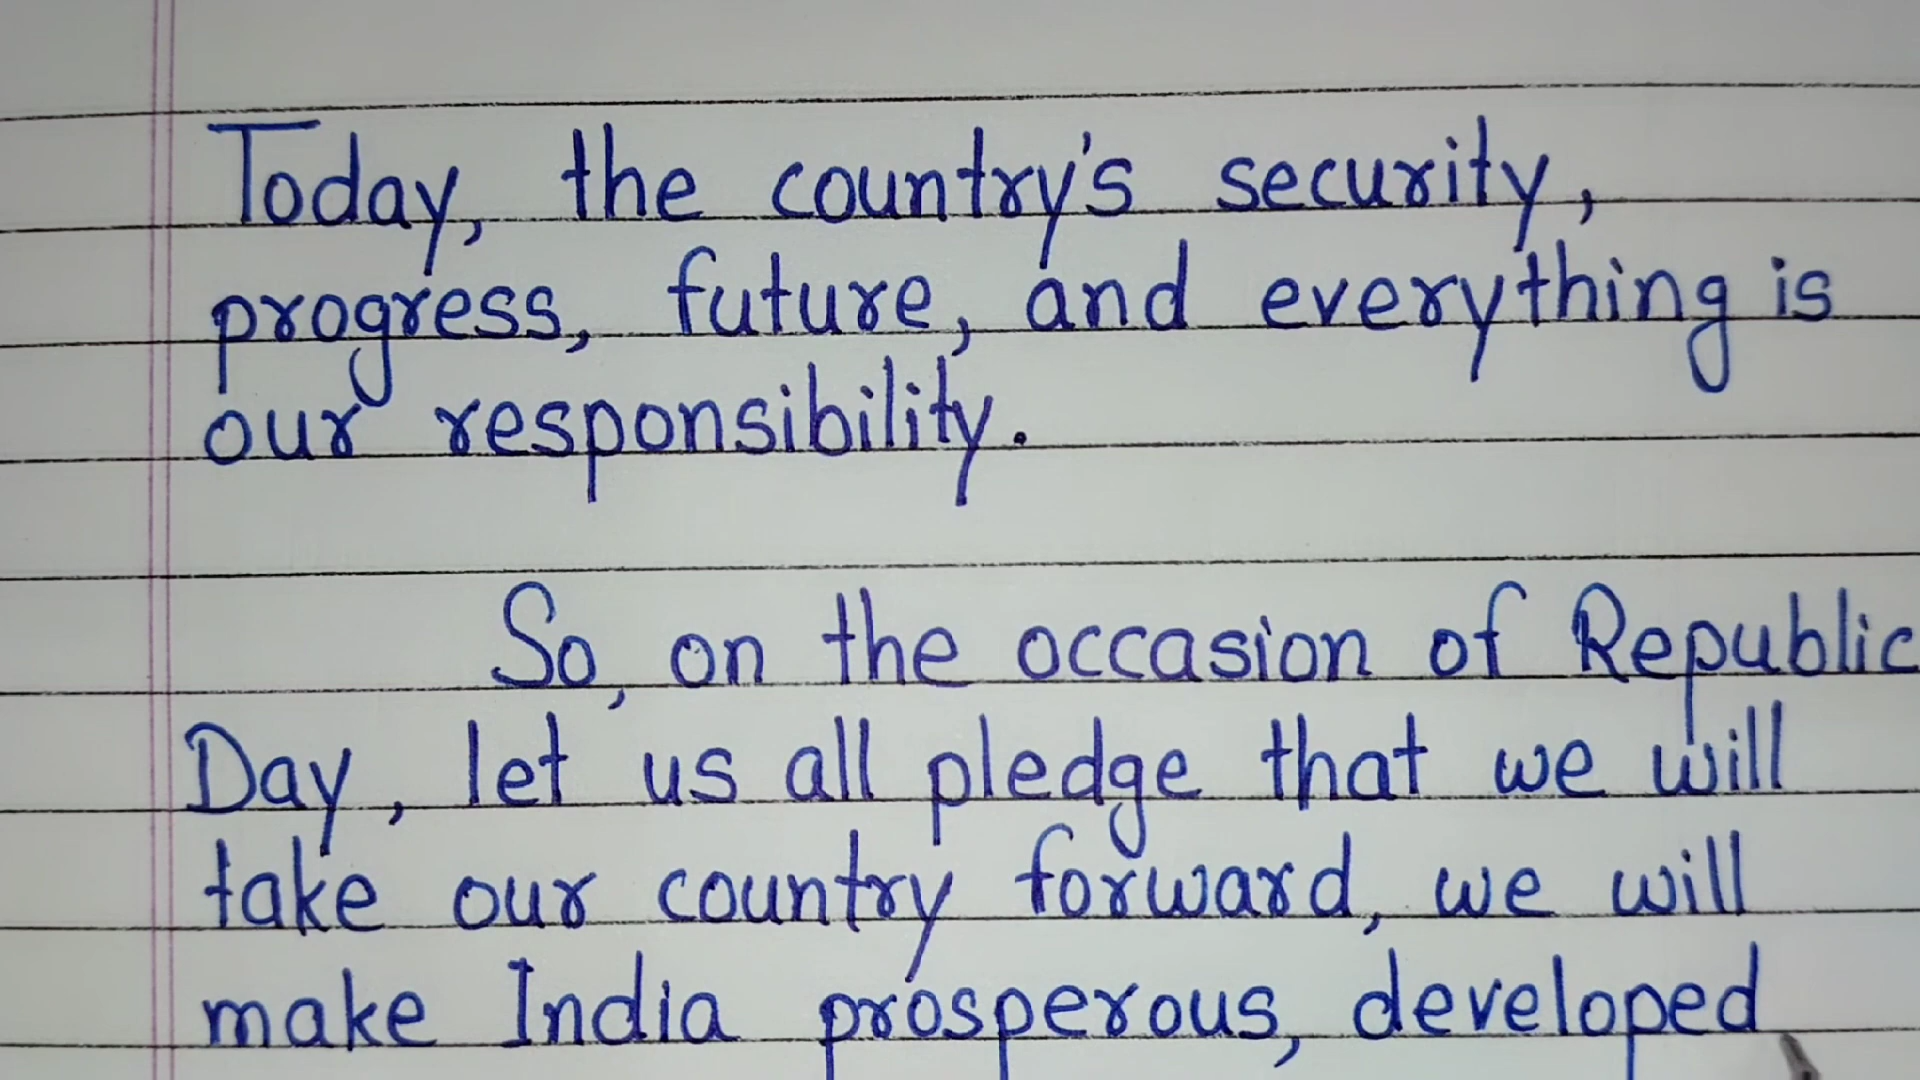 Today, the country's security,
progress, future, and everything is
our responsibility.
So, on the occasion of Republic
Day, let us all pledge that we will
take our country forward, we will
make India prosperous, developed